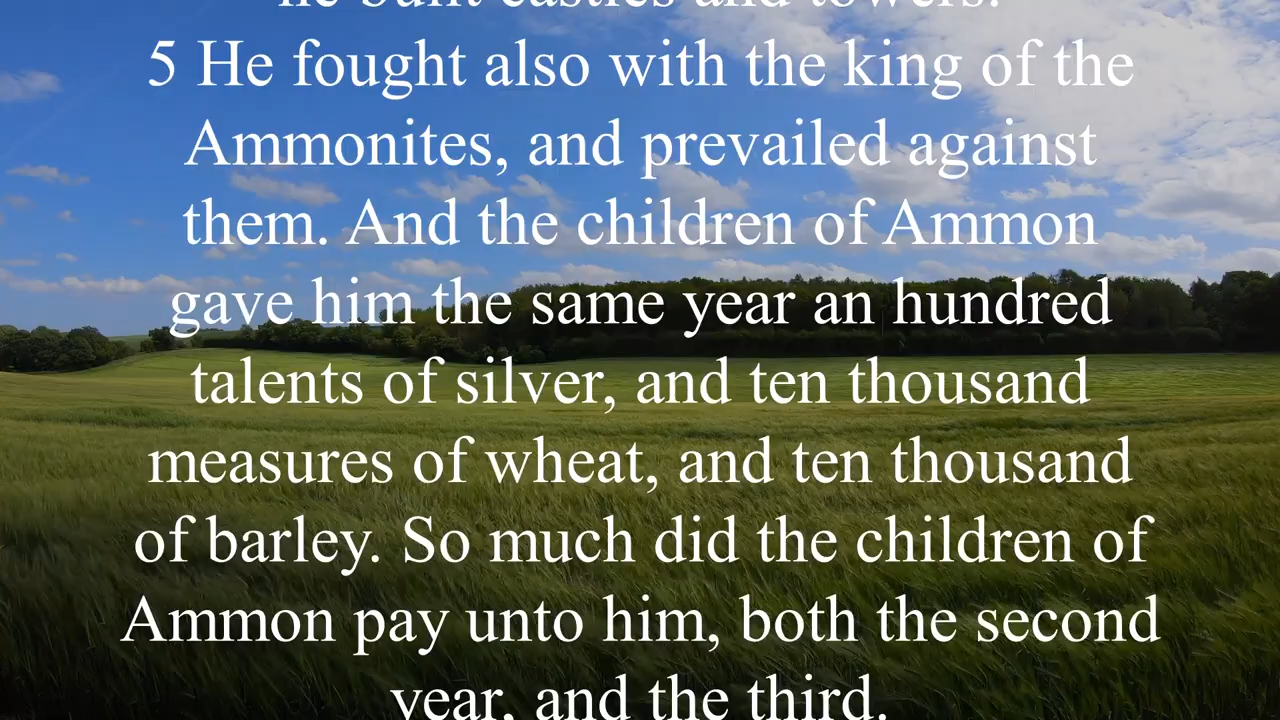 he built castles and towers.
5 He fought also with the king of the
Ammonites, and prevailed against
them. And the children of Ammon
gave him the same year an hundred
talents of silver, and ten thousand
measures of wheat, and ten thousand
of barley. So much did the children of
Ammon pay unto him, both the second
year, and the third.